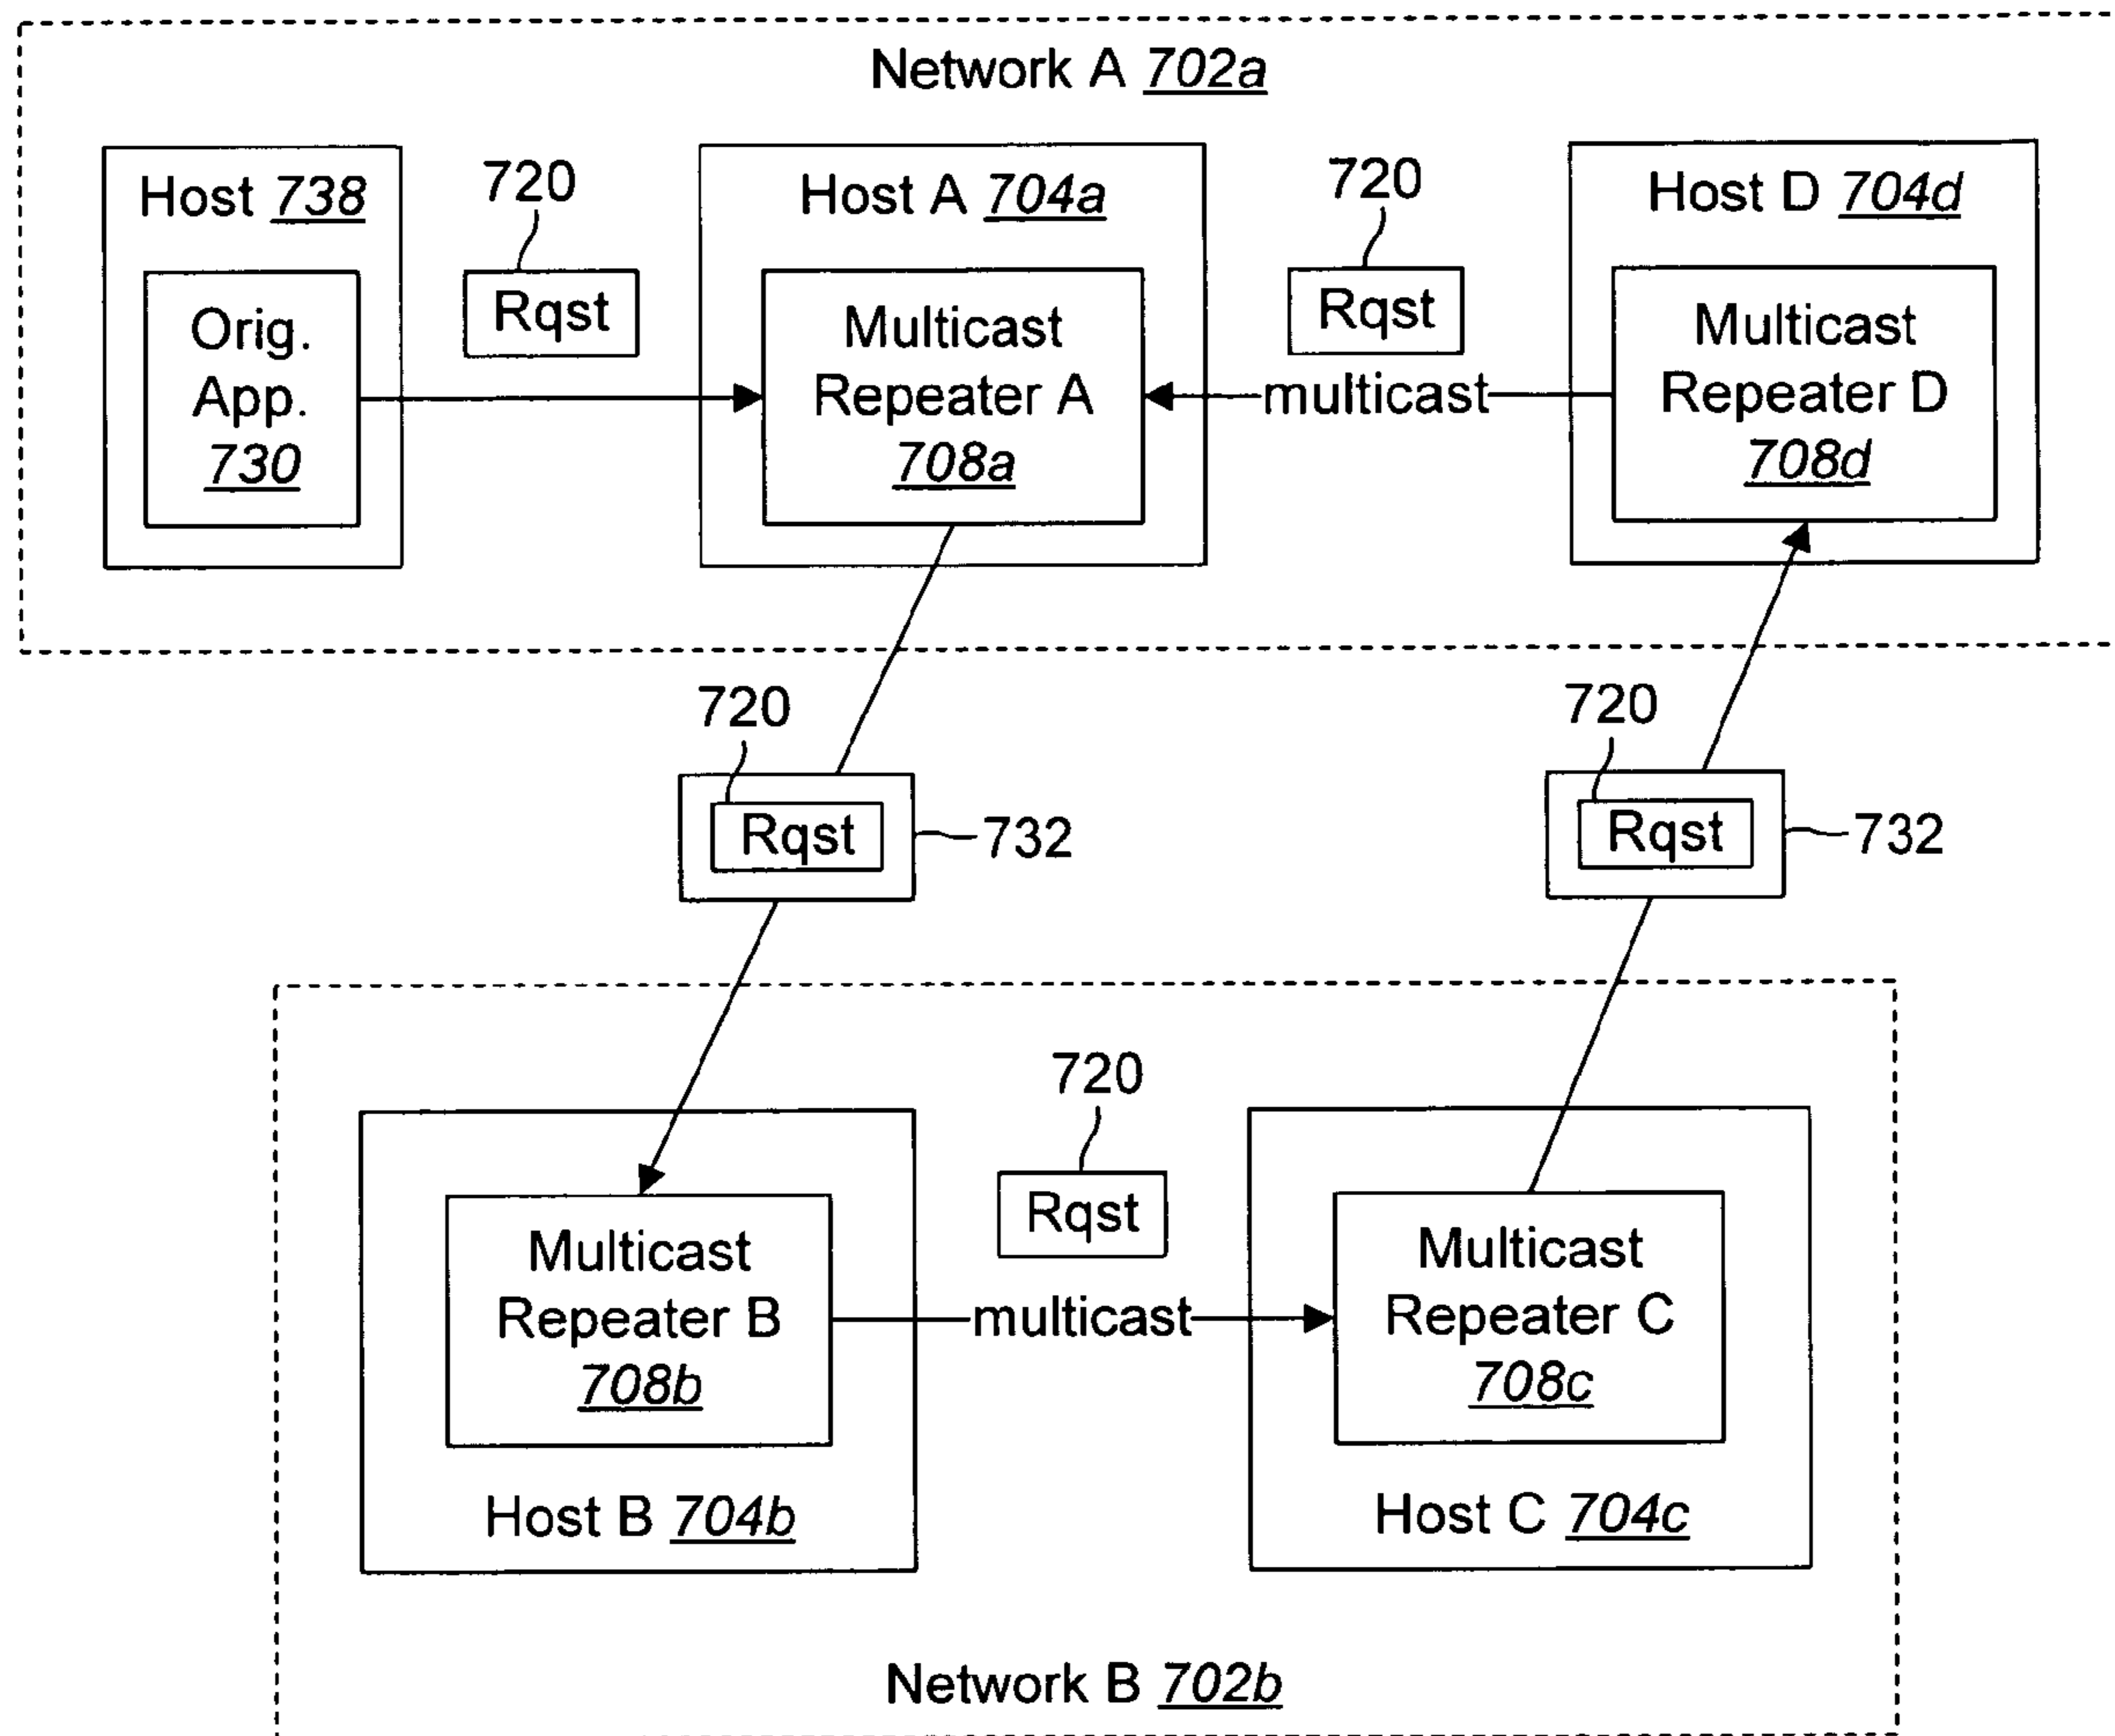 Network A 702a
Host 738
720
Host A 704a
720
Host D 704d
Orig.
App.
730
Rqst
Multicast
Repeater A
708a
Rqst
multicast
Multicast
Repeater D
708d
720
Rqst
732
720
Rqst
732
720
Rqst
Multicast
Repeater B
708b
multicast
Multicast
Repeater C
708c
Host B 704b
Host C 704c
Network B 702b